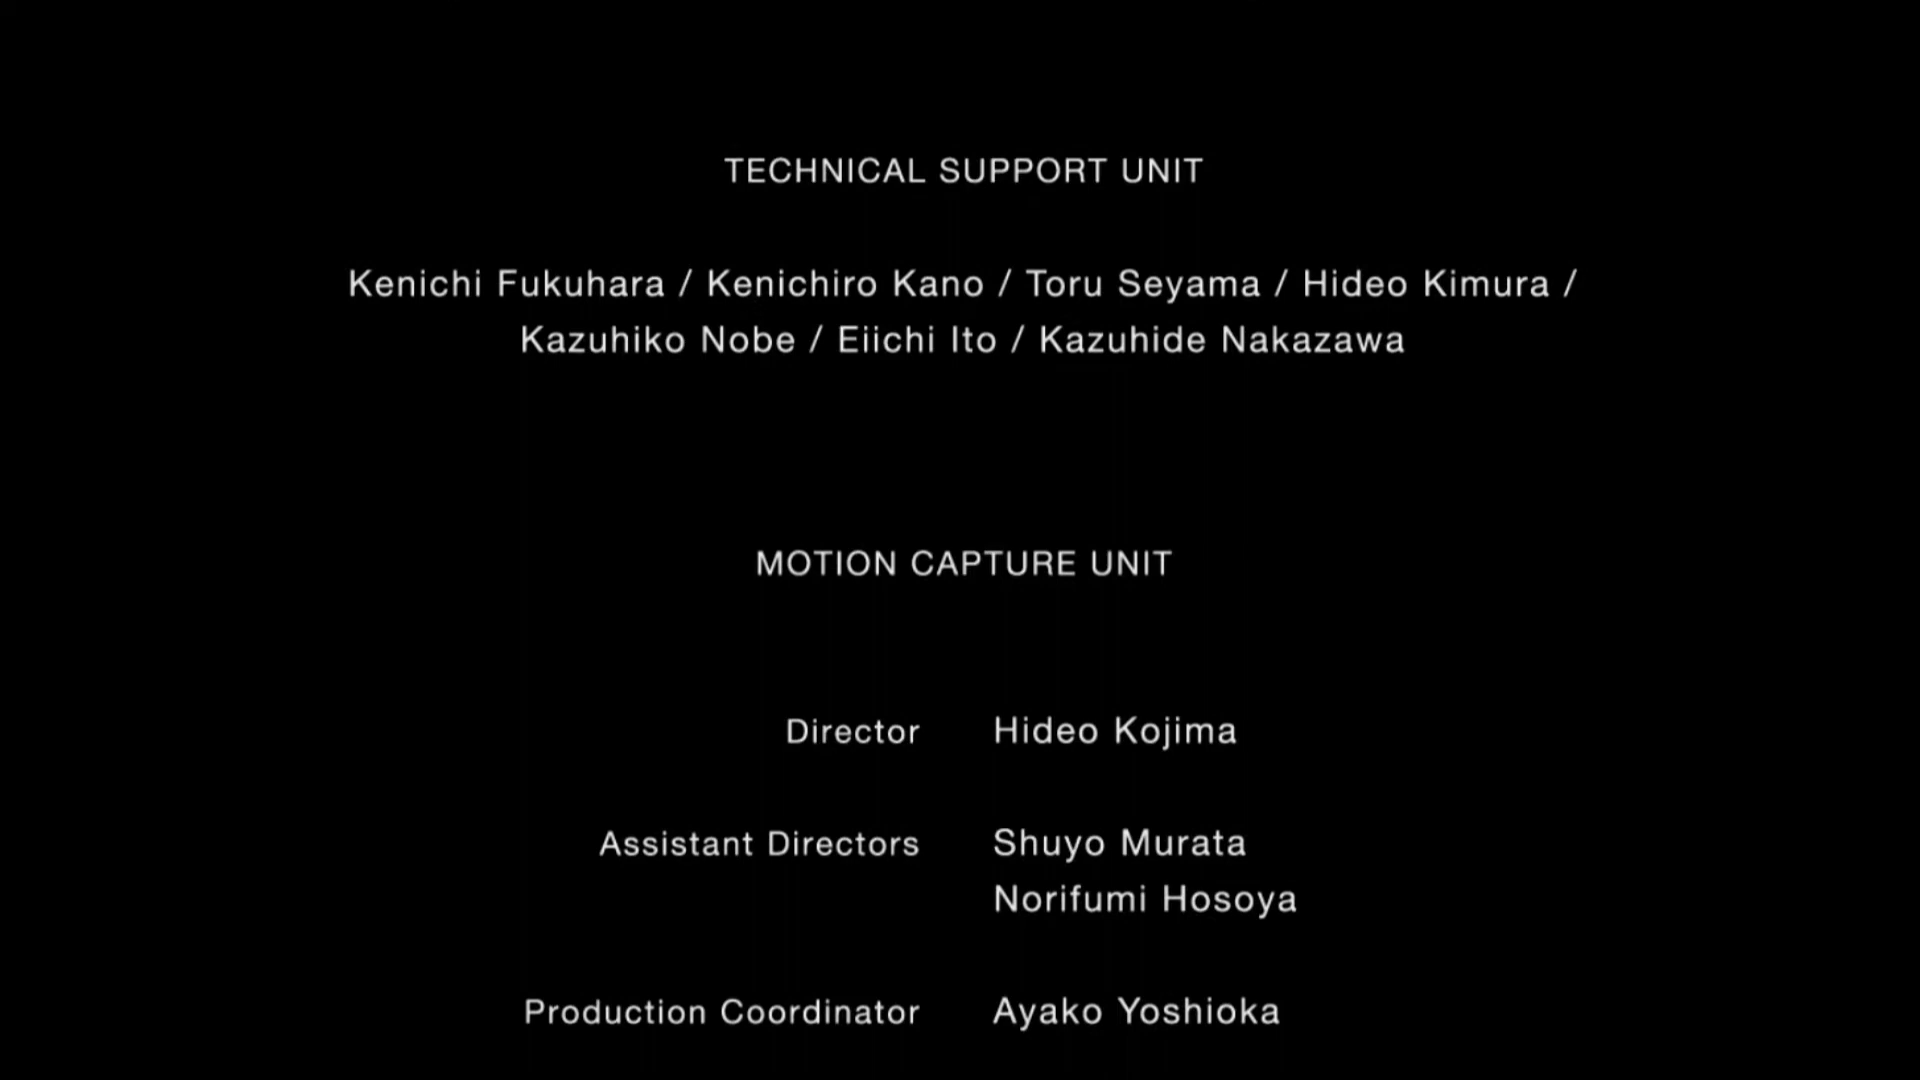 TECHNICAL SUPPORT UNIT
Kenichi Fukuhara / Kenichiro Kano / Toru Seyama / Hideo Kimura /
Kazuhiko Nobe / Eiichi Ito / Kazuhide Nakazawa
MOTION CAPTURE UNIT
Director Hideo Kojima
Assistant Directors Shuyo Murata
Norifumi Hosoya
Production Coordinator Ayako Yoshioka